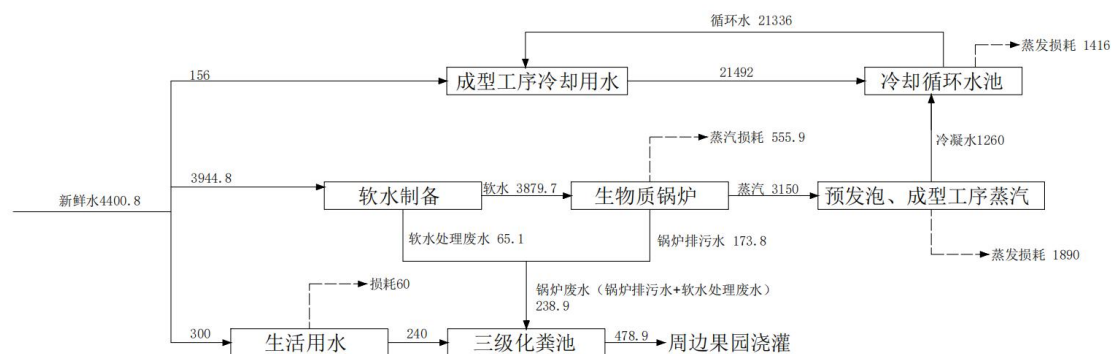 循环水 21336
蒸发损耗 1416
156
成型工序冷却用水
21492
冷却循环水池
蒸汽损耗 555.9
冷凝水1260
3944.8
新鲜水4400.8
软水制备
软水 3879.7
生物质锅炉
蒸汽 3150
预发泡、成型工序蒸汽
软水处理废水 65.1
锅炉排污水 173.8
蒸发损耗 1890
损耗60
锅炉废水（锅炉排污水+软水处理废水）
238.9
300
生活用水
240
三级化粪池
478.9
周边果园浇灌